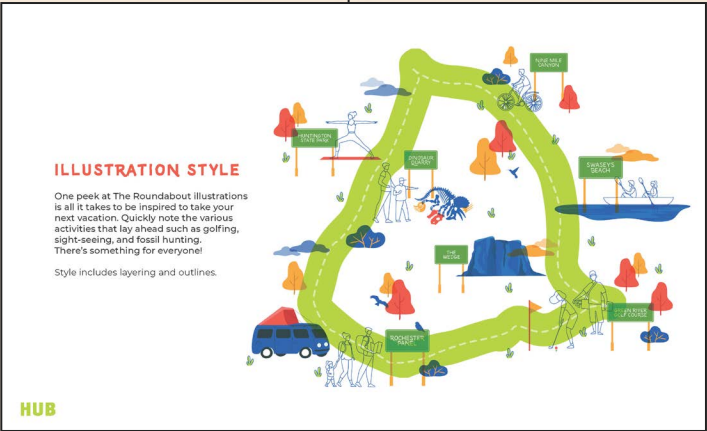 ILLUSTRATION STYLE
One peek at The Roundabout illustrations
is all it takes to be inspired to take your
next vacation. Quickly note the various
activities that lay ahead such as golfing,
sight-seeing, and fossil hunting.
There's something for everyone!
Style includes layering and outlines.
NINE MILE
CANYON
HUNTINGTON
STATE PARK
DINOSAUR
QUARRY
SWASEYS
BEACH
THE
WEDGE
GREEN RIVER
GOLF COURSE
ROCHESTER
PANEL
HUB